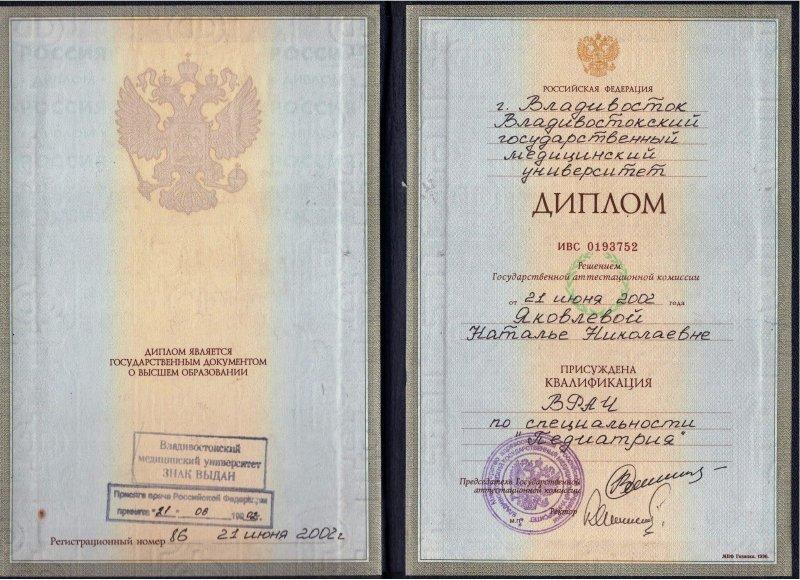 ДИПЛОМ ЯВЛЯЕТСЯ
ГОСУДАРСТВЕННЫМ ДОКУМЕНТОМ
О ВЫСШЕМ ОБРАЗОВАНИИ
Владивостокский
медицинский университет
ЗНАК ВЫДАН
Присяга врача Российской Федерации
принята "21" 06 02г.
Регистрационный номер 86 21 июня 2002г
РОССИЙСКАЯ ФЕДЕРАЦИЯ
г. Владивосток
Владивостокский
государственный
медицинский
университет
ДИПЛОМ
ИВС 0193752
Решением
Государственной аттестационной комиссии
от 21 июня 2002 года
Яковлевой
Наталье Николаевне
ПРИСУЖДЕНА
КВАЛИФИКАЦИЯ
ВРАЧ
по специальности
"Педиатрия"
Председатель Государственной
аттестационной комиссии
Ректор
М.П.